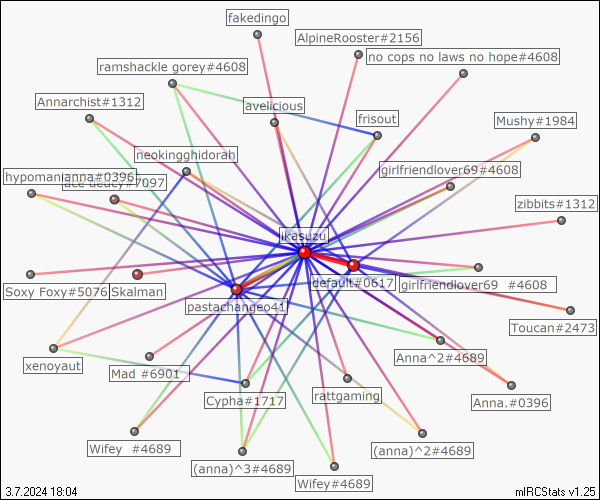 fakedingo
AlpineRooster#2156
no cops no laws no hope#4608
ramshackle gorey#4608
Annarchist#1312
avelicious
frisout
Mushy#1984
neokingghidorah
girlfriendlover69#4608
hypomanianna#0396
#7097
zibbits#1312
ikasuzu
default#0617
girlfriendlover69 #4608
Soxy Foxy#5076
Skalman
pastachangeo41
Toucan#2473
xenoyaut
Mad #6901
Anna^2#4689
Cypha#1717
rattgaming
Anna.#0396
Wifey #4689
(anna)^3#4689
(anna)^2#4689
Wifey#4689
3.7.2024 18:04
mIRCStats v1.25